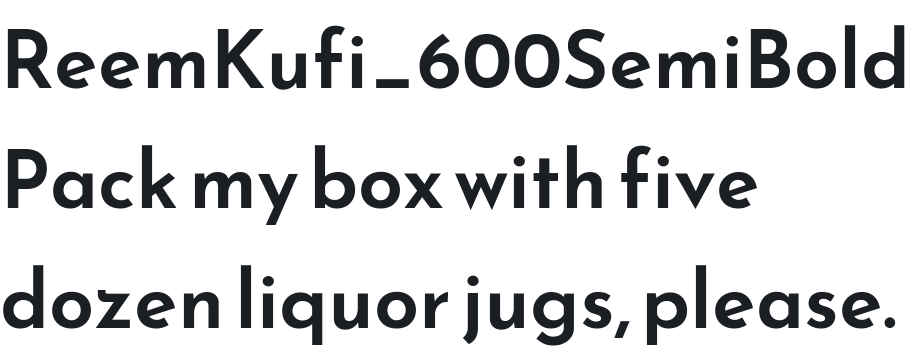 ReemKufi_600SemiBold
Pack my box with five
dozen liquor jugs, please.